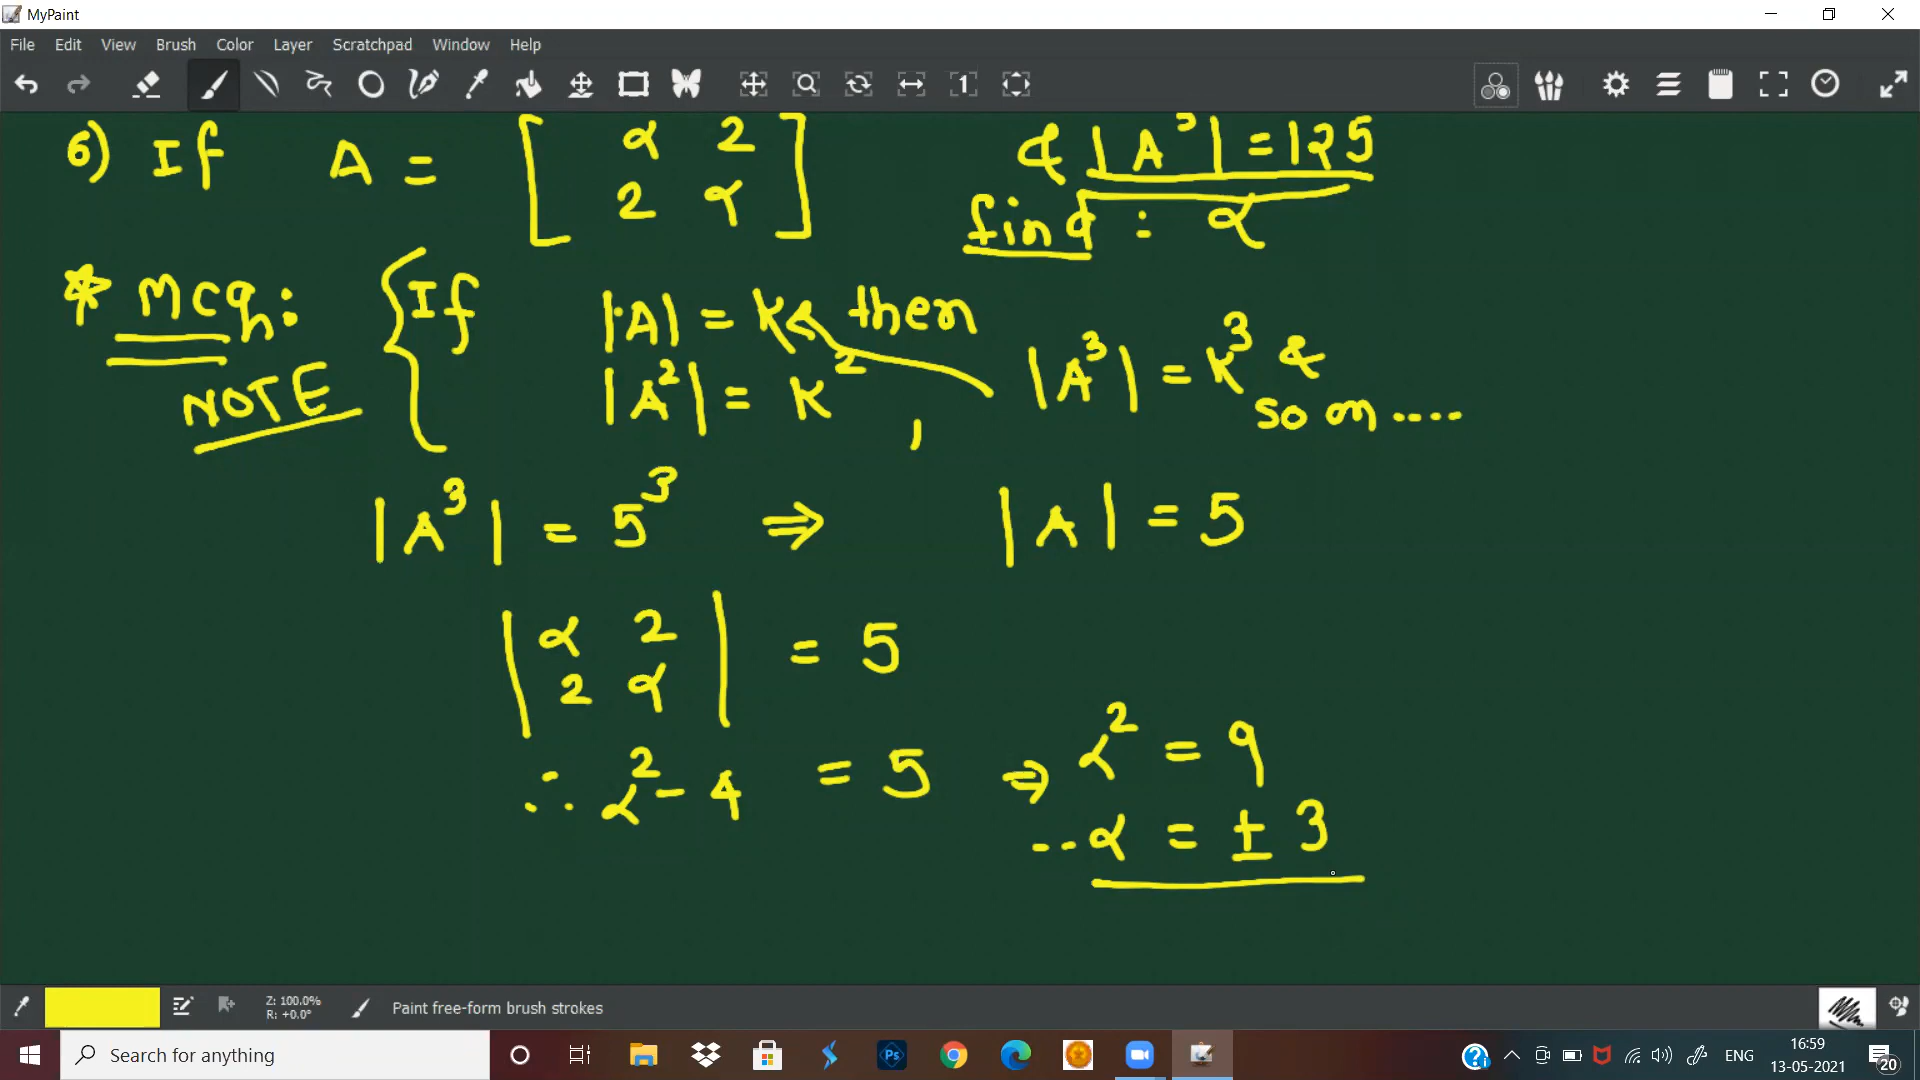 MyPaint
File Edit View Brush Color Layer Scratchpad Window Help
6) If A = [ α 2 & |A³| = 125
2 α ] find : α
* Mcq: { If |A| = K then
|A²| = K² , |A³| = K³ &
NOTE so on ....
|A³| = 5³ ⇒ |A| = 5
| α 2 | = 5
| 2 α |
∴ α² - 4 = 5 ⇒ α² = 9
-- α = ± 3
Z: 100.0%
R: +0.0°
Paint free-form brush strokes
Search for anything
Ps
ENG
16:59
13-05-2021
20